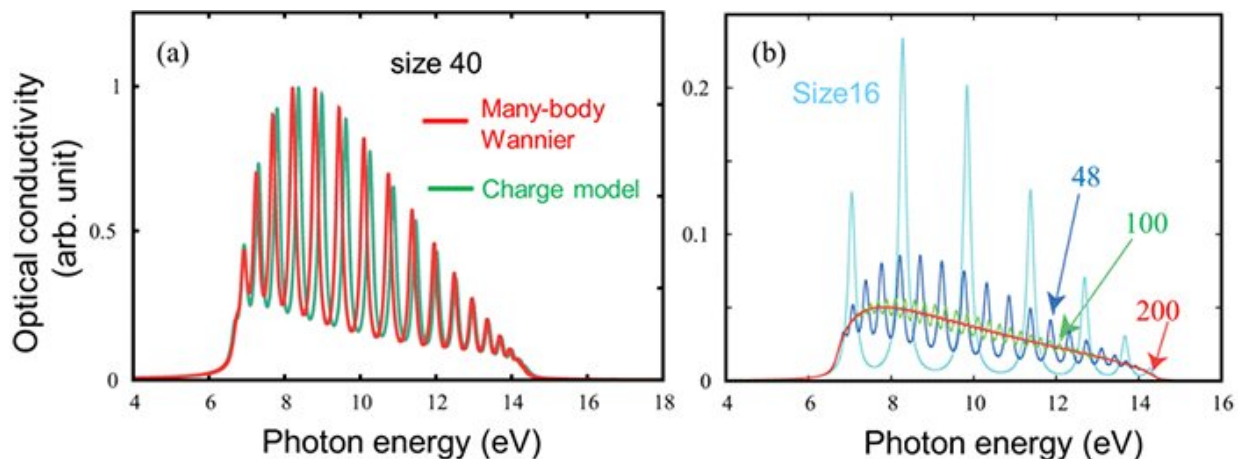 (a)
size 40
Many-body
Wannier
Charge model
Optical conductivity
(arb. unit)
1
0.5
0
4 6 8 10 12 14 16 18
Photon energy (eV)
(b)
Size16
48
100
200
0.2
0.1
0
4 6 8 10 12 14 16
Photon energy (eV)